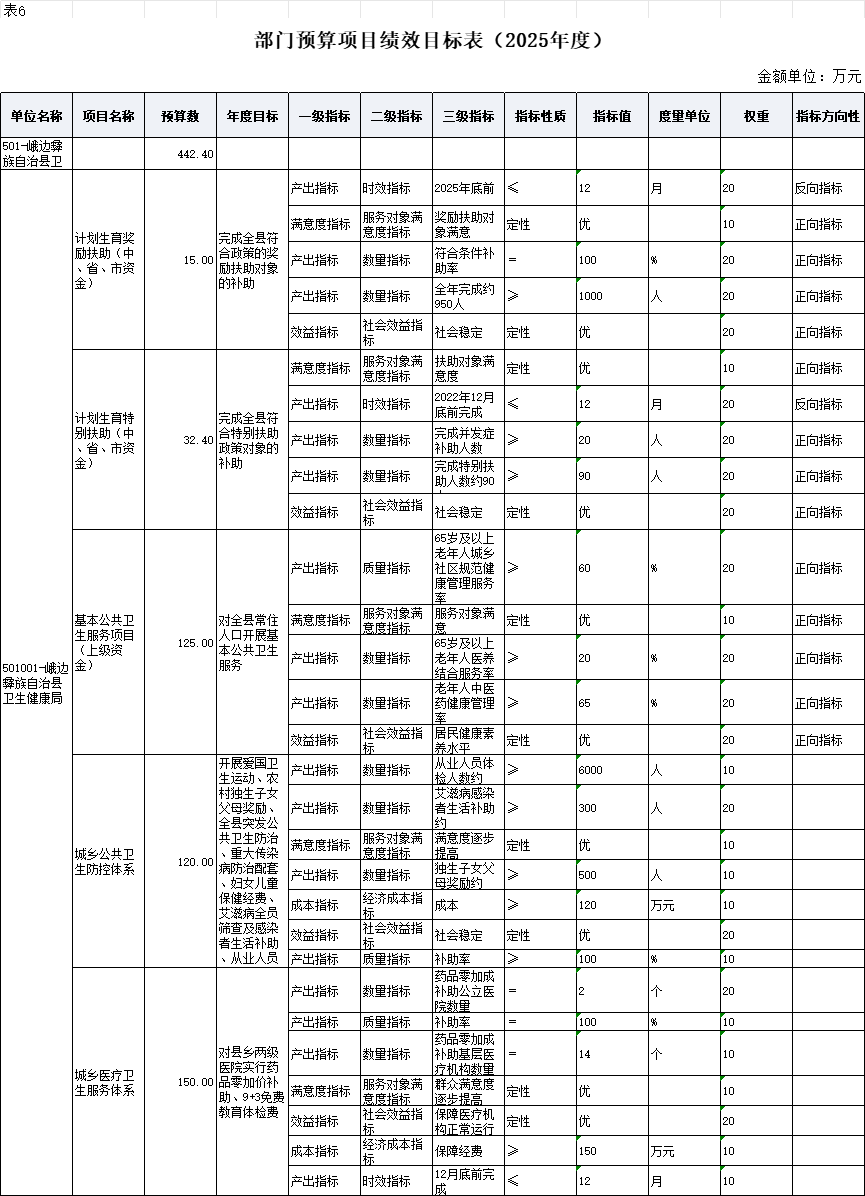 表6
部门预算项目绩效目标表（2025年度）
金额单位：万元
单位名称 项目名称 预算数 年度目标 一级指标 二级指标 三级指标 指标性质 指标值 度量单位 权重 指标方向性
501-峨边彝族自治县卫 442.40
501001-峨边彝族自治县卫生健康局
计划生育奖励扶助（中、省、市资金） 15.00 完成全县符合政策的奖励扶助对象的补助
产出指标 时效指标 2025年底前 ≤ 12 月 20 反向指标
满意度指标 服务对象满意度指标 奖励扶助对象满意 定性 优 10 正向指标
产出指标 数量指标 符合条件补助率 ＝ 100 % 20 正向指标
产出指标 数量指标 全年完成约950人 ≥ 1000 人 20 正向指标
效益指标 社会效益指标 社会稳定 定性 优 20 正向指标
计划生育特别扶助（中、省、市资金） 32.40 完成全县符合特别扶助政策对象的补助
满意度指标 服务对象满意度指标 扶助对象满意度 定性 优 10 正向指标
产出指标 时效指标 2022年12月底前完成 ≤ 12 月 20 反向指标
产出指标 数量指标 完成并发症补助人数 ≥ 20 人 20 正向指标
产出指标 数量指标 完成特别扶助人数约90 ≥ 90 人 20 正向指标
效益指标 社会效益指标 社会稳定 定性 优 20 正向指标
基本公共卫生服务项目（上级资金） 125.00 对全县常住人口开展基本公共卫生服务
产出指标 质量指标 65岁及以上老年人城乡社区规范健康管理服务率 ≥ 60 % 20 正向指标
满意度指标 服务对象满意度指标 服务对象满意 定性 优 10 正向指标
产出指标 数量指标 65岁及以上老年人医养结合服务率 ≥ 20 % 20 正向指标
产出指标 数量指标 老年人中医药健康管理率 ≥ 65 % 20 正向指标
效益指标 社会效益指标 居民健康素养水平 定性 优 20 正向指标
城乡公共卫生防控体系 120.00 开展爱国卫生运动、农村独生子女父母奖励、全县突发公共卫生防治、重大传染病防治配套、妇女儿童保健经费、艾滋病全员筛查及感染者生活补助、从业人员
产出指标 数量指标 从业人员体检人数约 ≥ 6000 人 10
产出指标 数量指标 艾滋病感染者生活补助约 ≥ 300 人 20
满意度指标 服务对象满意度指标 满意度逐步提高 定性 优 10
产出指标 数量指标 独生子女父母奖励约 ≥ 500 人 10
成本指标 经济成本指标 成本 ≥ 120 万元 10
效益指标 社会效益指标 社会稳定 定性 优 20
产出指标 质量指标 补助率 ≥ 100 % 10
城乡医疗卫生服务体系 150.00 对县乡两级医院实行药品零加价补助、9+3免费教育体检费
产出指标 数量指标 药品零加成补助公立医院数量 ＝ 2 个 20
产出指标 质量指标 补助率 ＝ 100 % 10
产出指标 数量指标 药品零加成补助基层医疗机构数量 ＝ 14 个 10
满意度指标 服务对象满意度指标 群众满意度逐步提高 定性 优 10
效益指标 社会效益指标 保障医疗机构正常运行 定性 优 20
成本指标 经济成本指标 保障经费 ≥ 150 万元 10
产出指标 时效指标 12月底前完成 ≤ 12 月 10